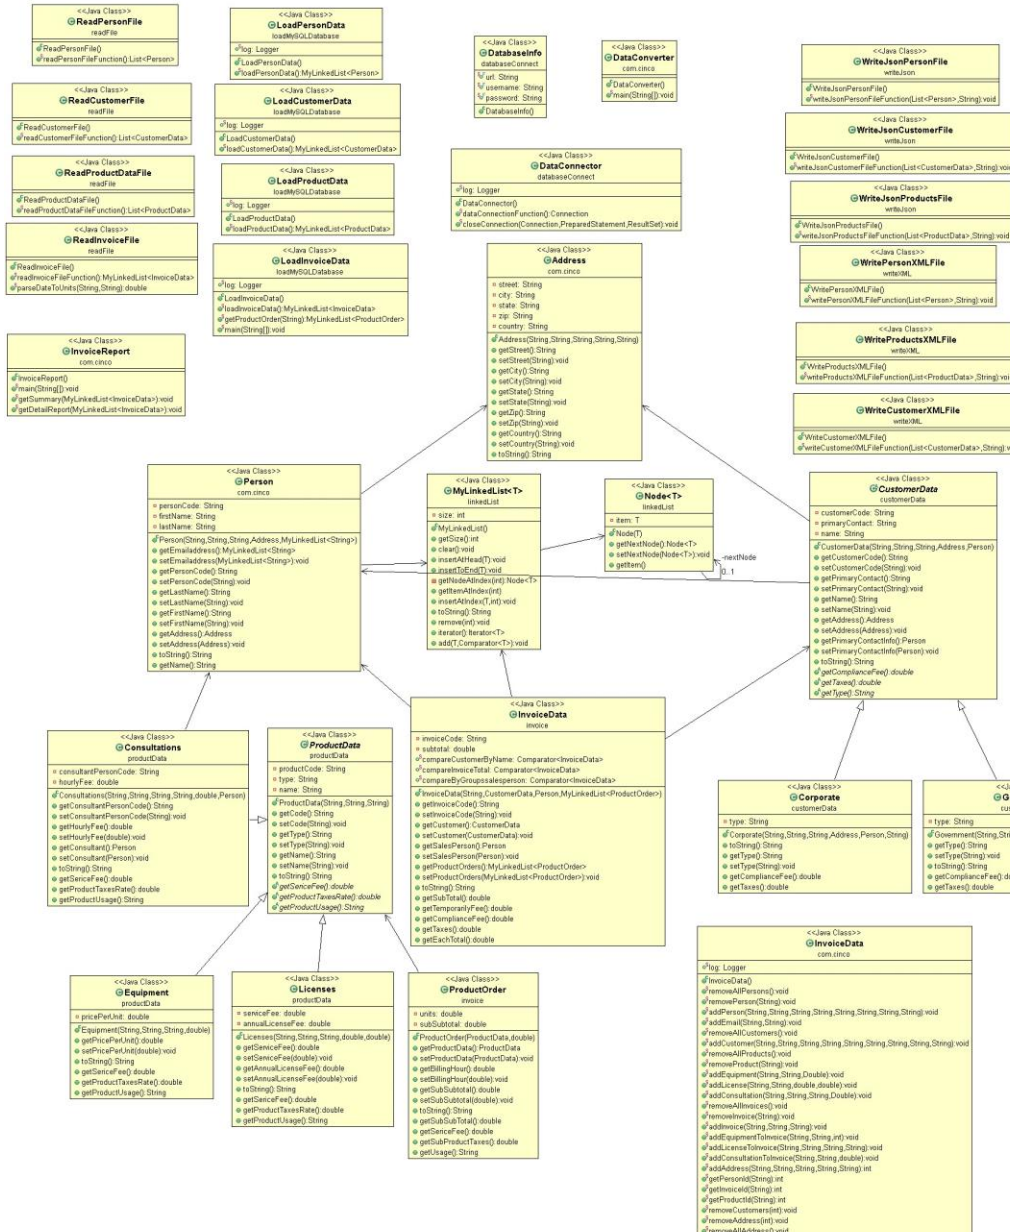 <<Java Class>>
ReadPersonFile
readFile
ReadPersonFile()
readPersonFileFunction():List<Person>
<<Java Class>>
ReadCustomerFile
readFile
ReadCustomerFile()
readCustomerFileFunction():List<CustomerData>
<<Java Class>>
ReadProductDataFile
readFile
ReadProductDataFile()
readProductDataFileFunction():List<ProductData>
<<Java Class>>
ReadInvoiceFile
readFile
ReadInvoiceFile()
readInvoiceFileFunction():MyLinkedList<InvoiceData>
parseDateToUnits(String,String):double
<<Java Class>>
InvoiceReport
com.cinco
InvoiceReport()
main(String[]):void
getSummary(MyLinkedList<InvoiceData>):void
getDetailReport(MyLinkedList<InvoiceData>):void
<<Java Class>>
LoadPersonData
loadMySQLDatabase
log: Logger
LoadPersonData()
loadPersonData():MyLinkedList<Person>
<<Java Class>>
LoadCustomerData
loadMySQLDatabase
log: Logger
LoadCustomerData()
loadCustomerData():MyLinkedList<CustomerData>
<<Java Class>>
LoadProductData
loadMySQLDatabase
log: Logger
LoadProductData()
loadProductData():MyLinkedList<ProductData>
<<Java Class>>
LoadInvoiceData
loadMySQLDatabase
log: Logger
LoadInvoiceData()
loadInvoiceData():MyLinkedList<InvoiceData>
getProductOrder(String):MyLinkedList<ProductOrder>
main(String[]):void
<<Java Class>>
DatabaseInfo
databaseConnect
url: String
username: String
password: String
DatabaseInfo()
<<Java Class>>
DataConverter
com.cinco
DataConverter()
main(String[]):void
<<Java Class>>
DataConnector
databaseConnect
log: Logger
DataConnector()
dataConnectionFunction():Connection
closeConnection(Connection,PreparedStatement,ResultSet):void
<<Java Class>>
WriteJsonPersonFile
writeJson
WriteJsonPersonFile()
writeJsonPersonFileFunction(List<Person>,String):void
<<Java Class>>
WriteJsonCustomerFile
writeJson
WriteJsonCustomerFile()
writeJsonCustomerFileFunction(List<CustomerData>,String):void
<<Java Class>>
WriteJsonProductsFile
writeJson
WriteJsonProductsFile()
writeJsonProductsFileFunction(List<ProductData>,String):void
<<Java Class>>
WritePersonXMLFile
writeXML
WritePersonXMLFile()
writePersonXMLFileFunction(List<Person>,String):void
<<Java Class>>
WriteProductsXMLFile
writeXML
WriteProductsXMLFile()
writeProductsXMLFileFunction(List<ProductData>,String):voi
<<Java Class>>
WriteCustomerXMLFile
writeXML
WriteCustomerXMLFile()
writeCustomerXMLFileFunction(List<CustomerData>,String):v
<<Java Class>>
Address
com.cinco
street: String
city: String
state: String
zip: String
country: String
Address(String,String,String,String,String)
getStreet():String
setStreet(String):void
getCity():String
setCity(String):void
getState():String
setState(String):void
getZip():String
setZip(String):void
getCountry():String
setCountry(String):void
toString():String
<<Java Class>>
Person
com.cinco
personCode: String
firstName: String
lastName: String
Person(String,String,String,Address,MyLinkedList<String>)
getEmailaddress():MyLinkedList<String>
setEmailaddress(MyLinkedList<String>):void
getPersonCode():String
setPersonCode(String):void
getLastName():String
setLastName(String):void
getFirstName():String
setFirstName(String):void
getAddress():Address
setAddress(Address):void
toString():String
getName():String
<<Java Class>>
MyLinkedList<T>
linkedList
size: int
MyLinkedList()
getSize():int
clear():void
insertAtHead(T):void
insertToEnd(T):void
getNodeAtIndex(int):Node<T>
getItemAtIndex(int)
insertAtIndex(T,int):void
toString():String
remove(int):void
iterator():Iterator<T>
add(T,Comparator<T>):void
<<Java Class>>
Node<T>
linkedList
item: T
Node(T)
getNextNode():Node<T>
setNextNode(Node<T>):void
getItem()
-nextNode
0..1
<<Java Class>>
CustomerData
customerData
customerCode: String
primaryContact: String
name: String
CustomerData(String,String,String,Address,Person)
getCustomerCode():String
setCustomerCode(String):void
getPrimaryContact():String
setPrimaryContact(String):void
getName():String
setName(String):void
getAddress():Address
setAddress(Address):void
getPrimaryContactInfo():Person
setPrimaryContactInfo(Person):void
toString():String
getComplianceFee():double
getTaxes():double
getType():String
<<Java Class>>
Consultations
productData
consultantPersonCode: String
hourlyFee: double
Consultations(String,String,String,String,double,Person)
getConsultantPersonCode():String
setConsultantPersonCode(String):void
getHourlyFee():double
setHourlyFee(double):void
getConsultant():Person
setConsultant(Person):void
toString():String
getSericeFee():double
getProductTaxesRate():double
getProductUsage():String
<<Java Class>>
ProductData
productData
productCode: String
type: String
name: String
ProductData(String,String,String)
getCode():String
setCode(String):void
getType():String
setType(String):void
getName():String
setName(String):void
toString():String
getSericeFee():double
getProductTaxesRate():double
getProductUsage():String
<<Java Class>>
InvoiceData
invoice
invoiceCode: String
subtotal: double
compareCustomerByName: Comparator<InvoiceData>
compareInvoiceTotal: Comparator<InvoiceData>
compareByGroupssalesperson: Comparator<InvoiceData>
InvoiceData(String,CustomerData,Person,MyLinkedList<ProductOrder>)
getInvoiceCode():String
setInvoiceCode(String):void
getCustomer():CustomerData
setCustomer(CustomerData):void
getSalesPerson():Person
setSalesPerson(Person):void
getProductOrders():MyLinkedList<ProductOrder>
setProductOrders(MyLinkedList<ProductOrder>):void
toString():String
getSubTotal():double
getTemporarilyFee():double
getComplianceFee():double
getTaxes():double
getEachTotal():double
<<Java Class>>
Corporate
customerData
type: String
Corporate(String,String,String,Address,Person,String)
toString():String
getType():String
setType(String):void
getComplianceFee():double
getTaxes():double
<<Ja
G
cus
type: String
Government(String,Stri
getType():String
setType(String):void
toString():String
getComplianceFee():do
getTaxes():double
<<Java Class>>
Equipment
productData
pricePerUnit: double
Equipment(String,String,String,double)
getPricePerUnit():double
setPricePerUnit(double):void
toString():String
getSericeFee():double
getProductTaxesRate():double
getProductUsage():String
<<Java Class>>
Licenses
productData
serviceFee: double
annualLicenseFee: double
Licenses(String,String,String,double,double)
getSericeFee():double
setSericeFee(double):void
getAnnualLicenseFee():double
setAnnualLicenseFee(double):void
toString():String
getSericeFee():double
getProductTaxesRate():double
getProductUsage():String
<<Java Class>>
ProductOrder
invoice
units: double
subSubtotal: double
ProductOrder(ProductData,double)
getProductData():ProductData
setProductData(ProductData):void
getBillingHour():double
setBillingHour(double):void
getSubSubtotal():double
setSubSubtotal(double):void
toString():String
getSubSubTotal():double
getSericeFee():double
getSubProductTaxes():double
getUsage():String
<<Java Class>>
InvoiceData
com.cinco
log: Logger
InvoiceData()
removeAllPersons():void
removePerson(String):void
addPerson(String,String,String,String,String,String,String,String):void
addEmail(String,String):void
removeAllCustomers():void
addCustomer(String,String,String,String,String,String,String,String,String):void
removeAllProducts():void
removeProduct(String):void
addEquipment(String,String,Double):void
addLicense(String,String,double,double):void
addConsultation(String,String,String,Double):void
removeAllInvoices():void
removeInvoice(String):void
addInvoice(String,String,String):void
addEquipmentToInvoice(String,String,int):void
addLicenseToInvoice(String,String,String,String):void
addConsultationToInvoice(String,String,double):void
addAddress(String,String,String,String,String):int
getPersonId(String):int
getInvoiceId(String):int
getProductId(String):int
removeCustomers(int):void
removeAddress(int):void
removeAllAddress():void